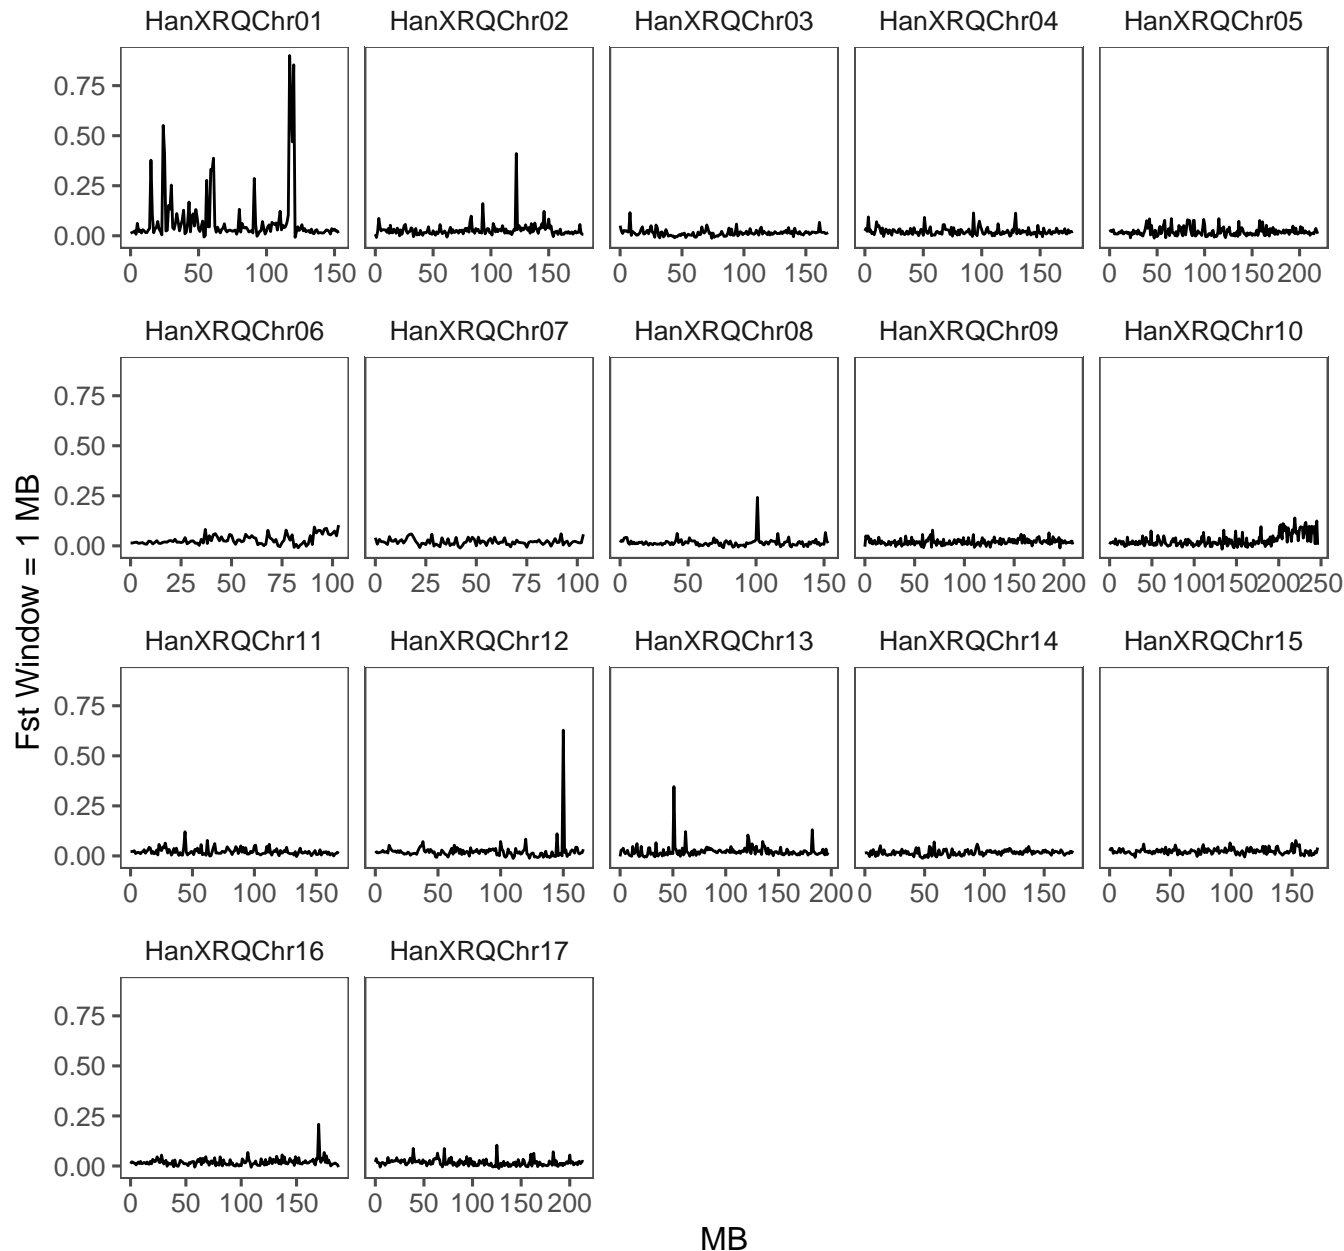 HanXRQChr01 HanXRQChr02 HanXRQChr03 HanXRQChr04 HanXRQChr05
0.75
0.50
0.25
0.00
0 50 100 150 0 50 100 150 0 50 100 150 0 50 100 150 0 50 100 150 200
HanXRQChr06 HanXRQChr07 HanXRQChr08 HanXRQChr09 HanXRQChr10
0.75
0.50
0.25
0.00
0 25 50 75 100 0 25 50 75 100 0 50 100 150 0 50 100 150 200 0 50 100 150 200 250
Fst Window = 1 MB
HanXRQChr11 HanXRQChr12 HanXRQChr13 HanXRQChr14 HanXRQChr15
0.75
0.50
0.25
0.00
0 50 100 150 0 50 100 150 0 50 100 150 200 0 50 100 150 0 50 100 150
HanXRQChr16 HanXRQChr17
0.75
0.50
0.25
0.00
0 50 100 150 0 50 100 150 200
MB